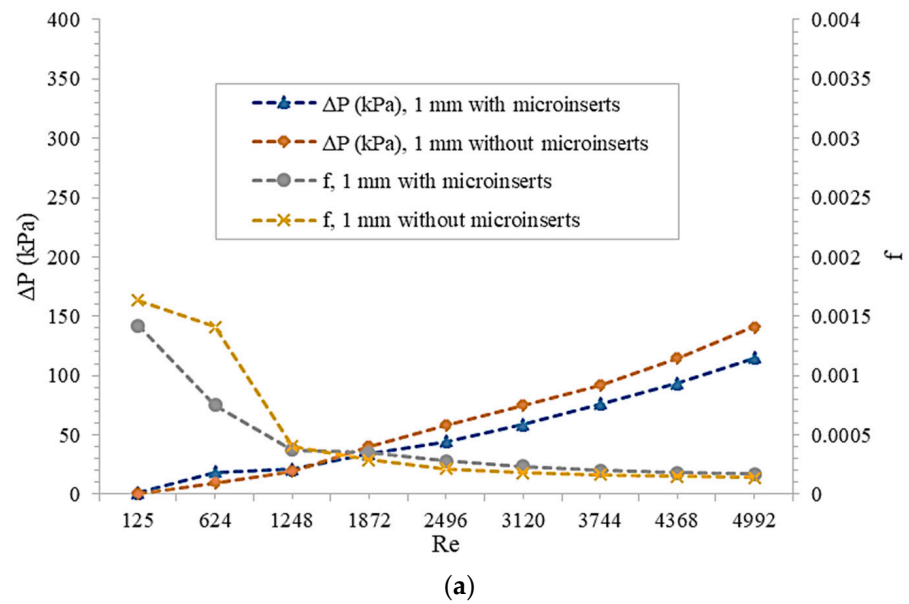 400
350
300
250
200
150
100
50
0
ΔP (kPa)
ΔP (kPa), 1 mm with microinserts
ΔP (kPa), 1 mm without microinserts
f, 1 mm with microinserts
f, 1 mm without microinserts
0.004
0.0035
0.003
0.0025
0.002
0.0015
0.001
0.0005
0
f
125 624 1248 1872 2496 3120 3744 4368 4992
Re
(a)